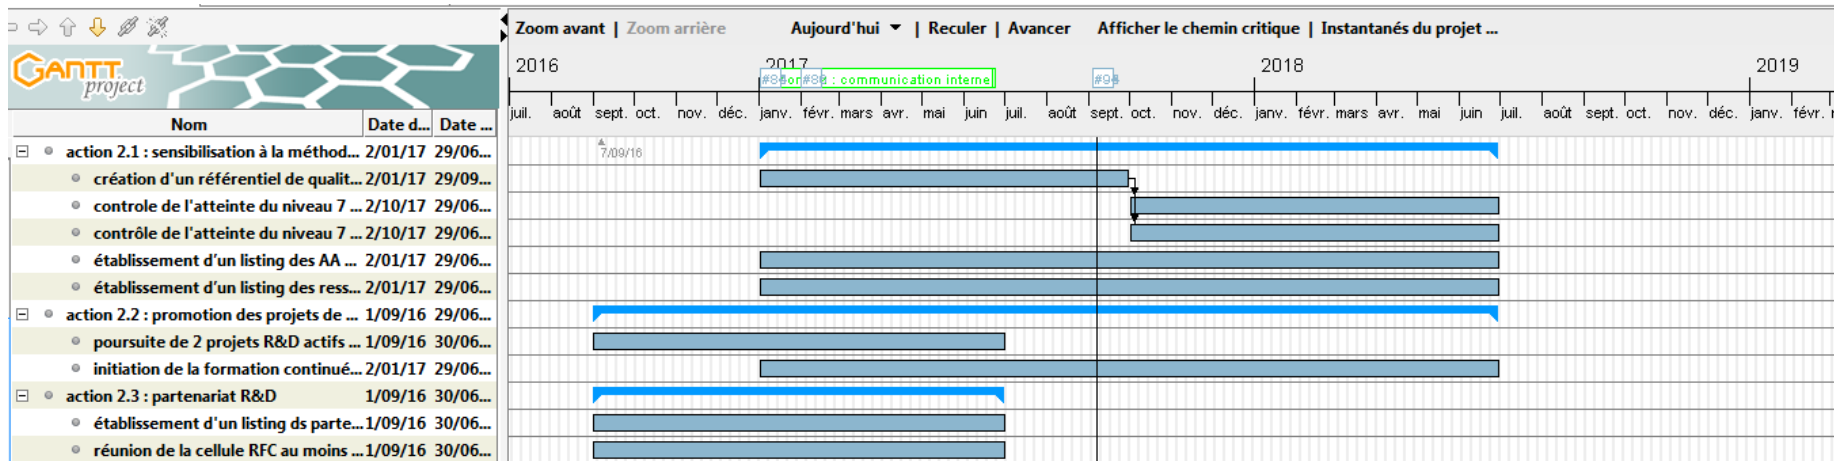 Zoom avant | Zoom arrière Aujourd'hui | Reculer | Avancer Afficher le chemin critique | Instantanés du projet ...
GANTT project
2016 2017 2018 2019
: communication interne
juil. août sept. oct. nov. déc. janv. févr. mars avr. mai juin juil. août sept. oct. nov. déc. janv. févr. mars avr. mai juin juil. août sept. oct. nov. déc. janv. févr.
Nom Date d... Date ...
action 2.1 : sensibilisation à la méthod... 2/01/17 29/06... 7/09/16
création d'un référentiel de qualit... 2/01/17 29/09...
controle de l'atteinte du niveau 7 ... 2/10/17 29/06...
contrôle de l'atteinte du niveau 7 ... 2/10/17 29/06...
établissement d'un listing des AA ... 2/01/17 29/06...
établissement d'un listing des ress... 2/01/17 29/06...
action 2.2 : promotion des projets de ... 1/09/16 29/06...
poursuite de 2 projets R&D actifs ... 1/09/16 30/06...
initiation de la formation continué... 2/01/17 29/06...
action 2.3 : partenariat R&D 1/09/16 30/06...
établissement d'un listing ds parte... 1/09/16 30/06...
réunion de la cellule RFC au moins ... 1/09/16 30/06...